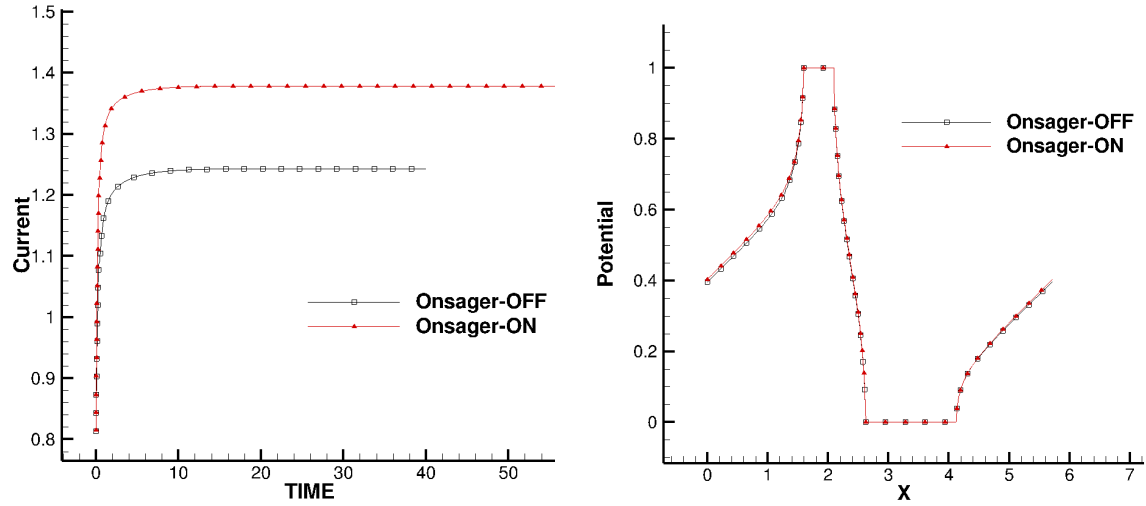 1.5
1.4
1.3
1.2
1.1
1
0.9
0.8
Current
Onsager-OFF
Onsager-ON
0 10 20 30 40 50
TIME
1
0.8
0.6
0.4
0.2
0
Potential
Onsager-OFF
Onsager-ON
0 1 2 3 4 5 6 7
X